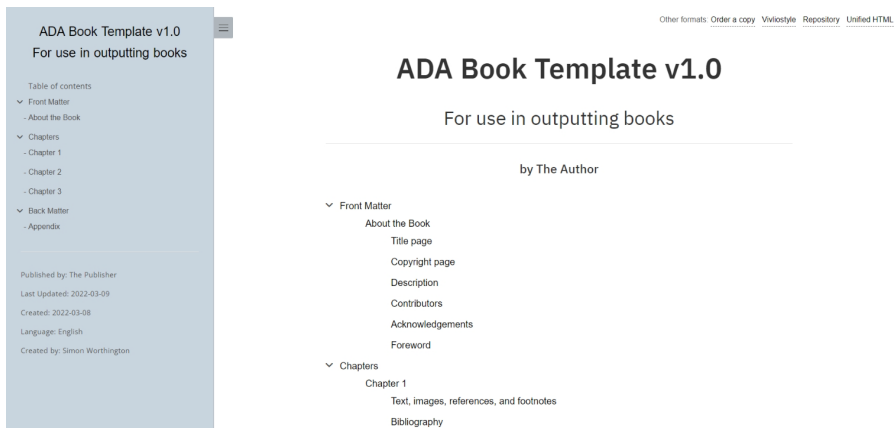 ADA Book Template v1.0
For use in outputting books
Table of contents
Front Matter
- About the Book
Chapters
- Chapter 1
- Chapter 2
- Chapter 3
Back Matter
- Appendix
Published by: The Publisher
Last Updated: 2022-03-09
Created: 2022-03-08
Language: English
Created by: Simon Worthington
Other formats Order a copy Vivliostyle Repository Unified HTML
ADA Book Template v1.0
For use in outputting books
by The Author
Front Matter
About the Book
Title page
Copyright page
Description
Contributors
Acknowledgements
Foreword
Chapters
Chapter 1
Text, images, references, and footnotes
Bibliography